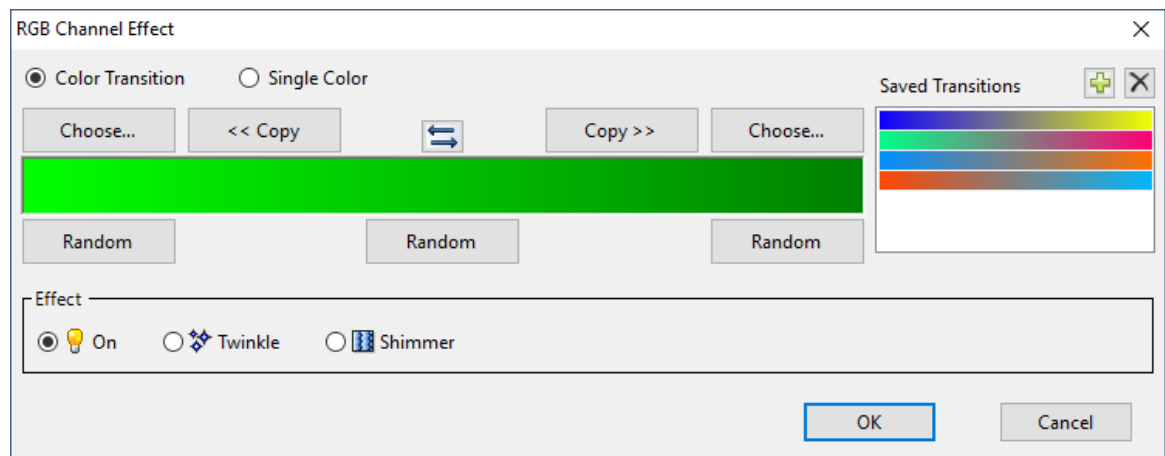 RGB Channel Effect
Color Transition Single Color
Saved Transitions
Choose... << Copy Copy >> Choose...
Random Random Random
Effect
On Twinkle Shimmer
OK Cancel